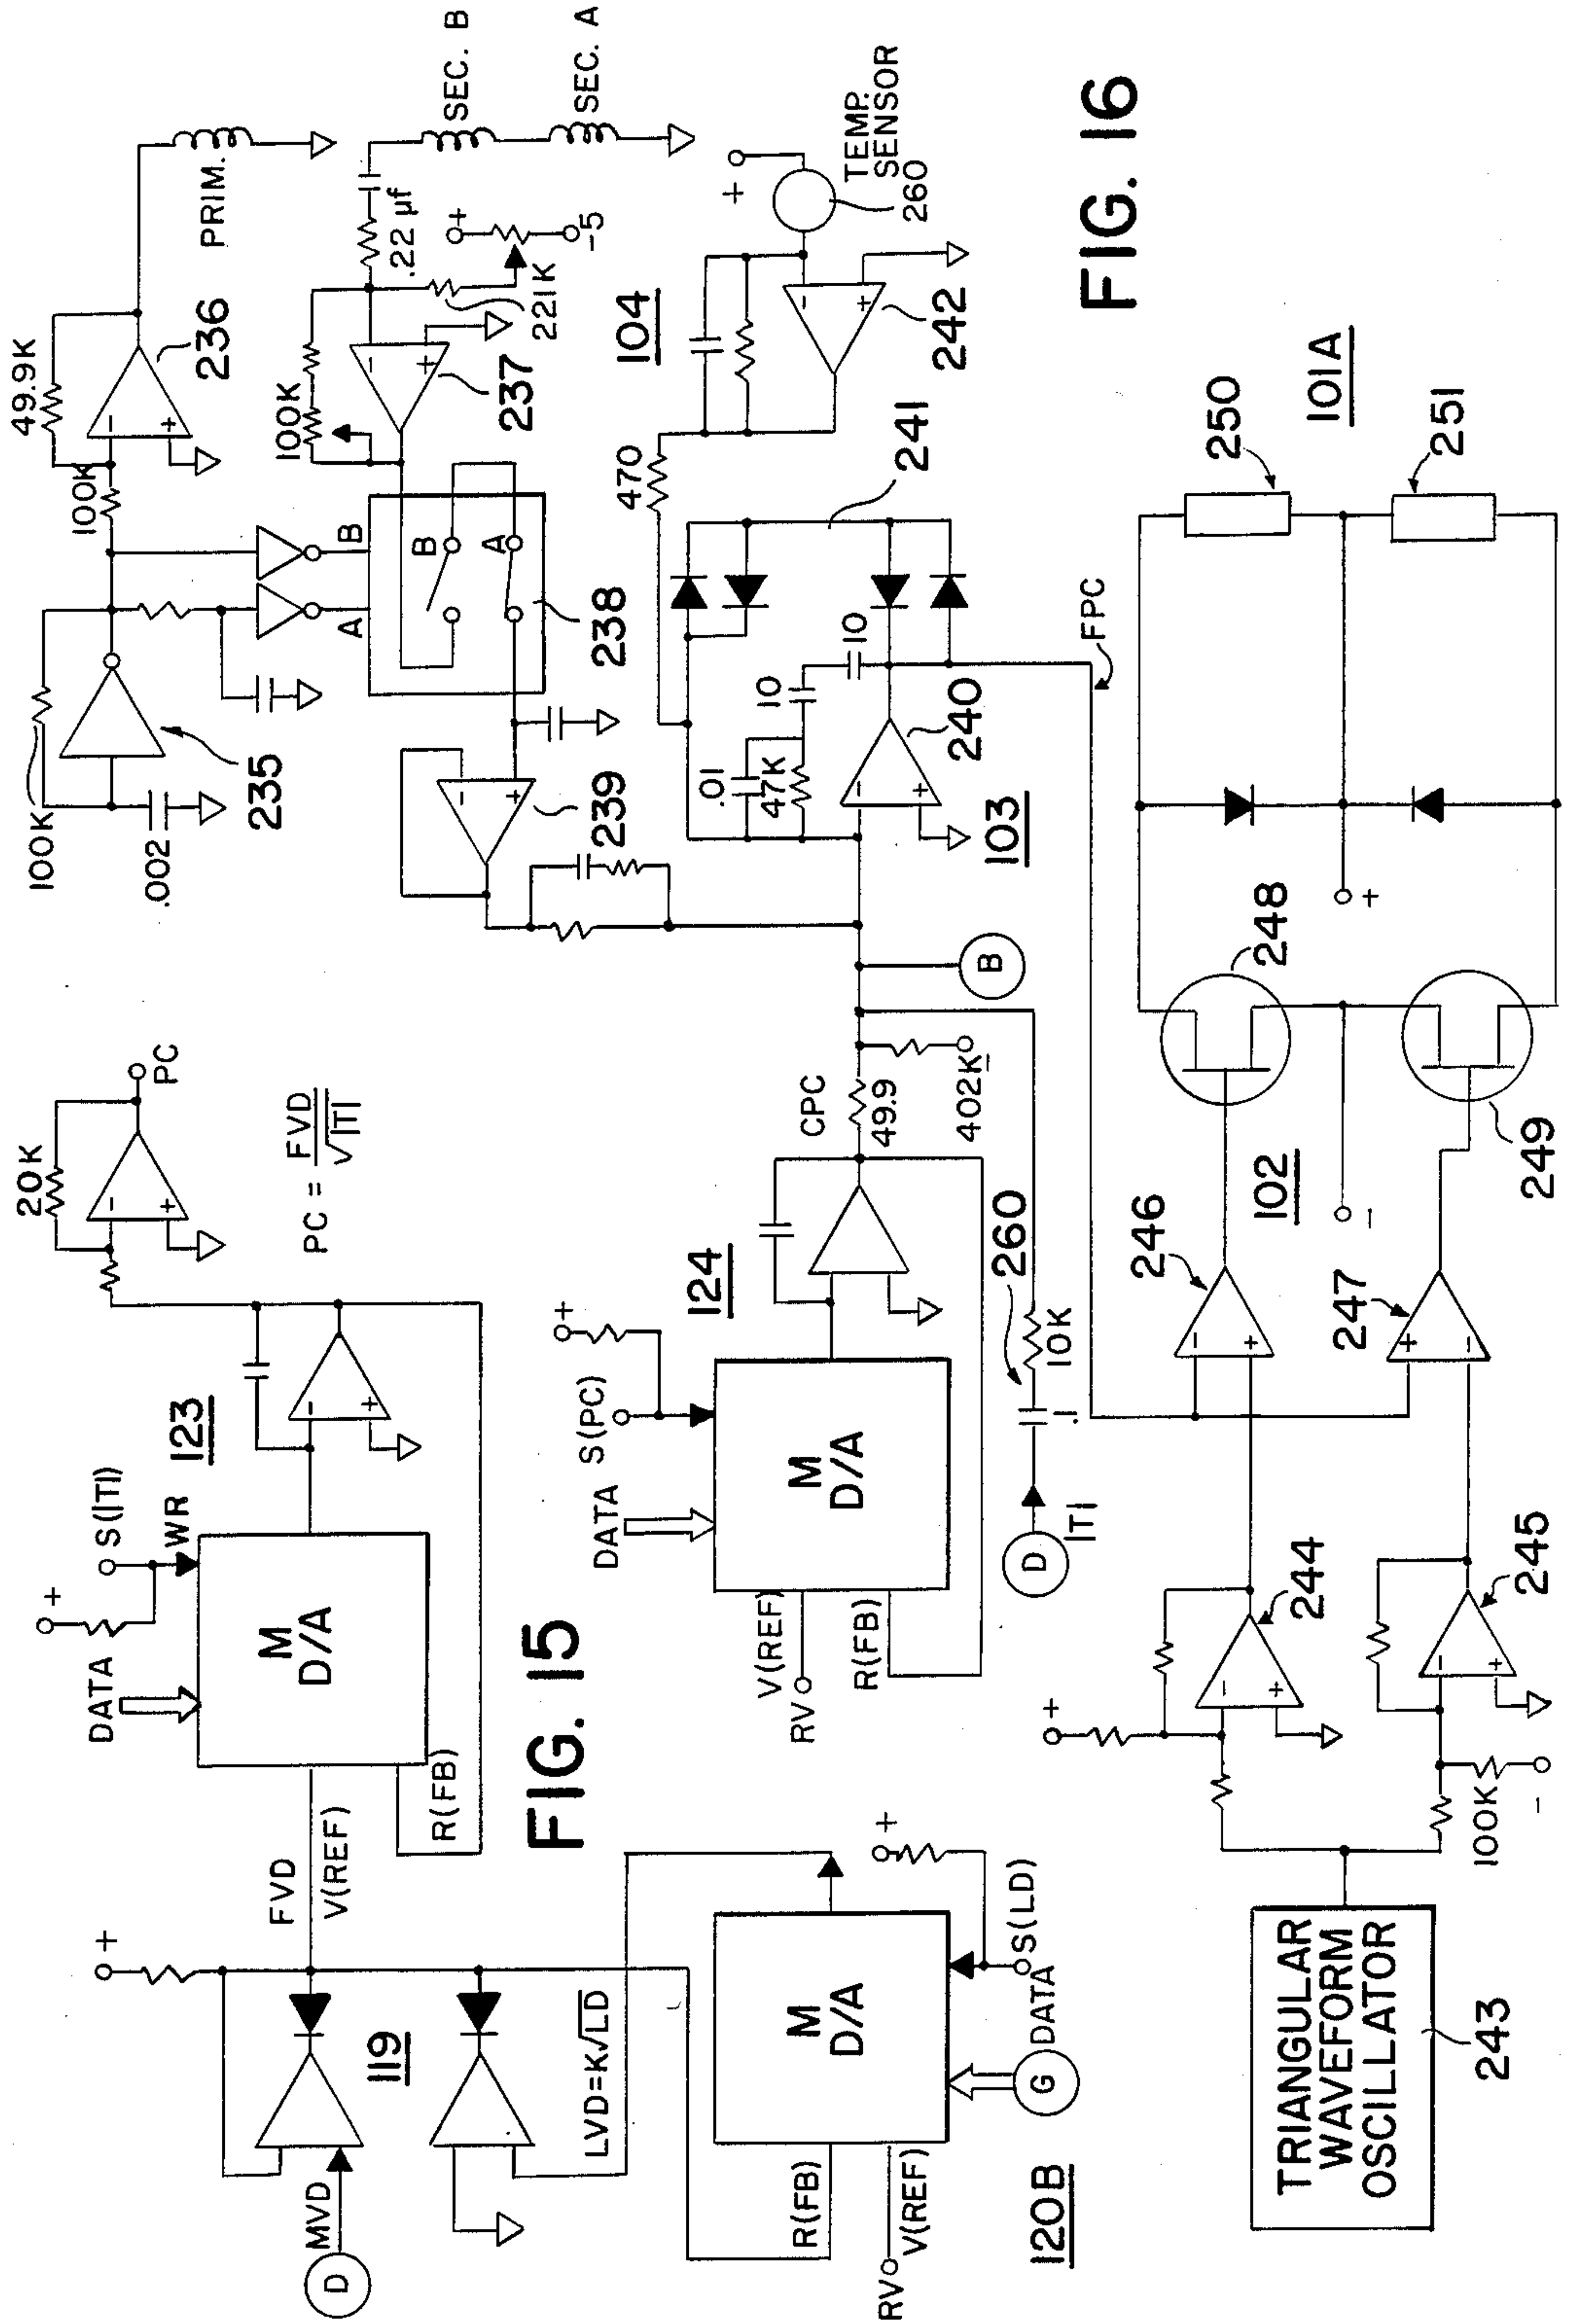 FIG. 15
D
MVD
119
+
FVD
V(REF)
R(FB)
M
D/A
DATA
+
S(|T|)
WR
123
-
+
20K
-
+
PC
PC = FVD/√|T|
LVD=K√LD
120B
RV
V(REF)
R(FB)
M
D/A
G
DATA
S(LD)
+
FIG. 16
RV
V(REF)
R(FB)
M
D/A
DATA
S(PC)
+
124
CPC
49.9
402K
-
D
|T|
.1
10K
260
B
100K
.002
235
100K
49.9K
-
+
236
PRIM.
A
B
B
A
238
100K
-
+
237
.22 µf
221K
+
-5
SEC. B
SEC. A
-
+
239
.01
47K
10
10
-
+
240
103
241
470
104
-
+
242
+
TEMP.
SENSOR
260
FPC
TRIANGULAR
WAVEFORM
OSCILLATOR
243
+
-
+
244
100K
-
-
+
245
-
+
246
+
-
247
102
-
248
249
+
250
251
101A